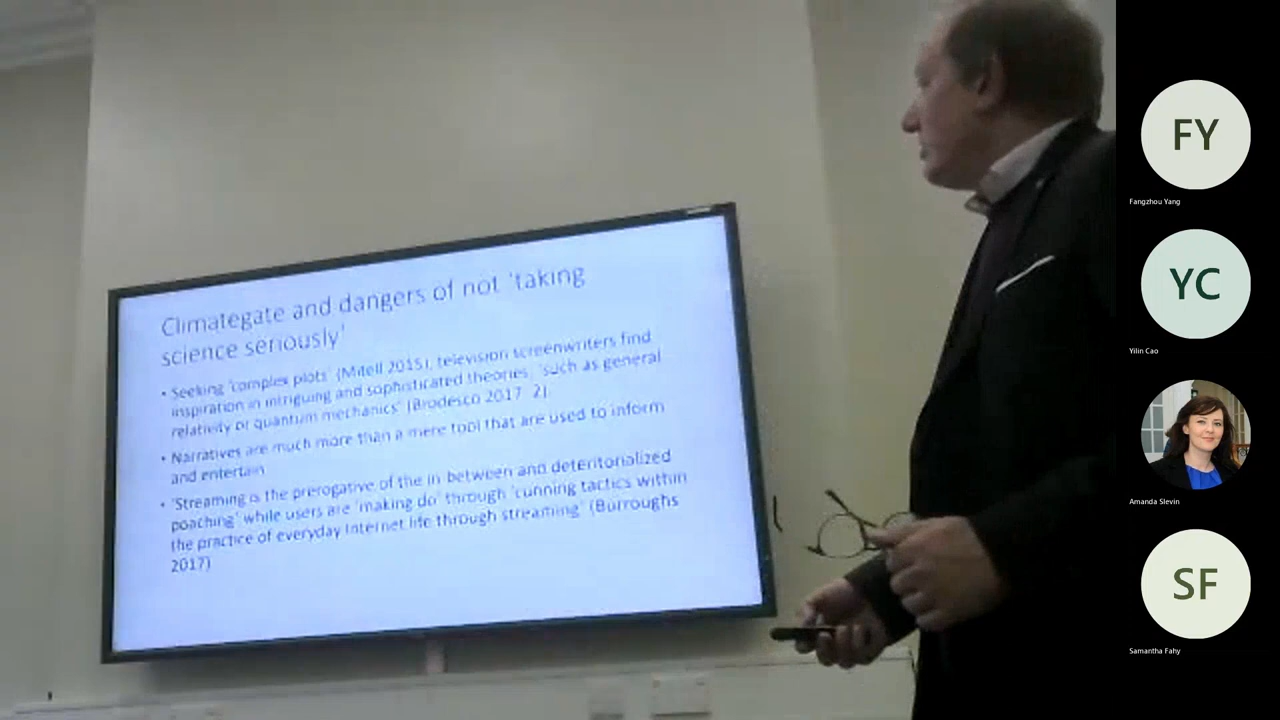 Climategate and dangers of not 'taking
science seriously'
• Seeking 'complex plots' (Mitell 2015), television screenwriters find
inspiration in intriguing and sophisticated theories, 'such as general
relativity or quantum mechanics' (Brodesco 2017 2)
• Narratives are much more than a mere tool that are used to inform
and entertain
• 'Streaming is the prerogative of the in-between and deteritorialized
poaching' while users are 'making do' through 'cunning tactics within
the practice of everyday Internet life through streaming' (Burroughs
2017)
FY
Fangzhou Yang
YC
Yilin Cao
Amanda Slevin
SF
Samantha Fahy